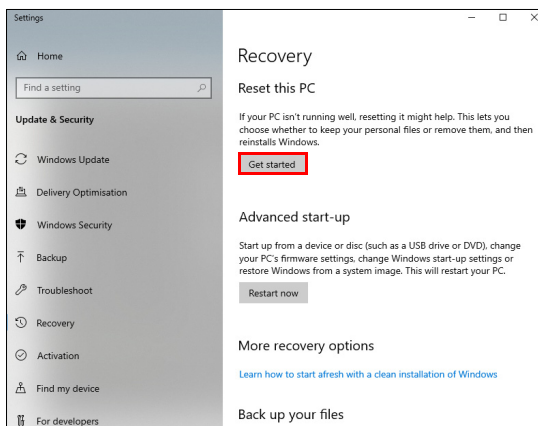 Settings
Home
Find a setting
Update & Security
Windows Update
Delivery Optimisation
Windows Security
Backup
Troubleshoot
Recovery
Activation
Find my device
For developers
Recovery
Reset this PC
If your PC isn't running well, resetting it might help. This lets you
choose whether to keep your personal files or remove them, and then
reinstalls Windows.
Get started
Advanced start-up
Start up from a device or disc (such as a USB drive or DVD), change
your PC's firmware settings, change Windows start-up settings or
restore Windows from a system image. This will restart your PC.
Restart now
More recovery options
Learn how to start afresh with a clean installation of Windows
Back up your files